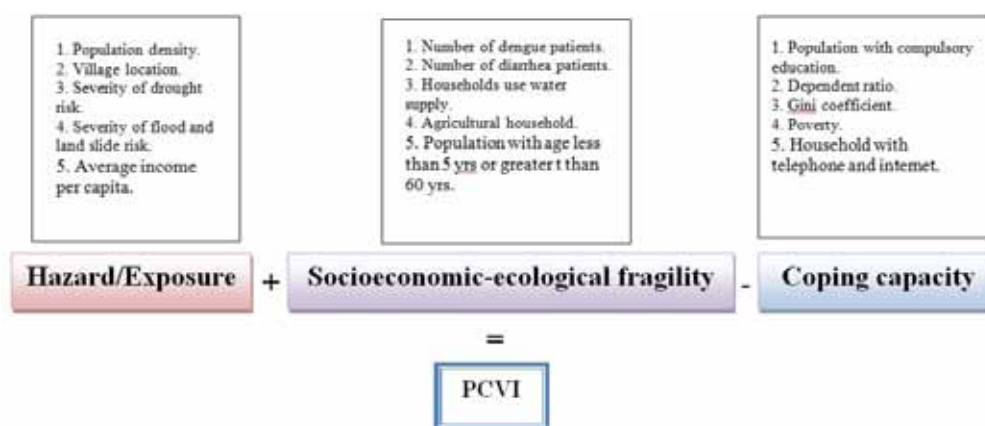 1. Population density.
2. Village location.
3. Severity of drought
risk.
4. Severity of flood and
land slide risk.
5. Average income
per capita.
1. Number of dengue patients.
2. Number of diarrhea patients.
3. Households use water
supply.
4. Agricultural household.
5. Population with age less
than 5 yrs or greater t than
60 yrs.
1. Population with compulsory
education.
2. Dependent ratio.
3. Gini coefficient.
4. Poverty.
5. Household with
telephone and internet.
Hazard/Exposure + Socioeconomic-ecological fragility - Coping capacity
=
PCVI